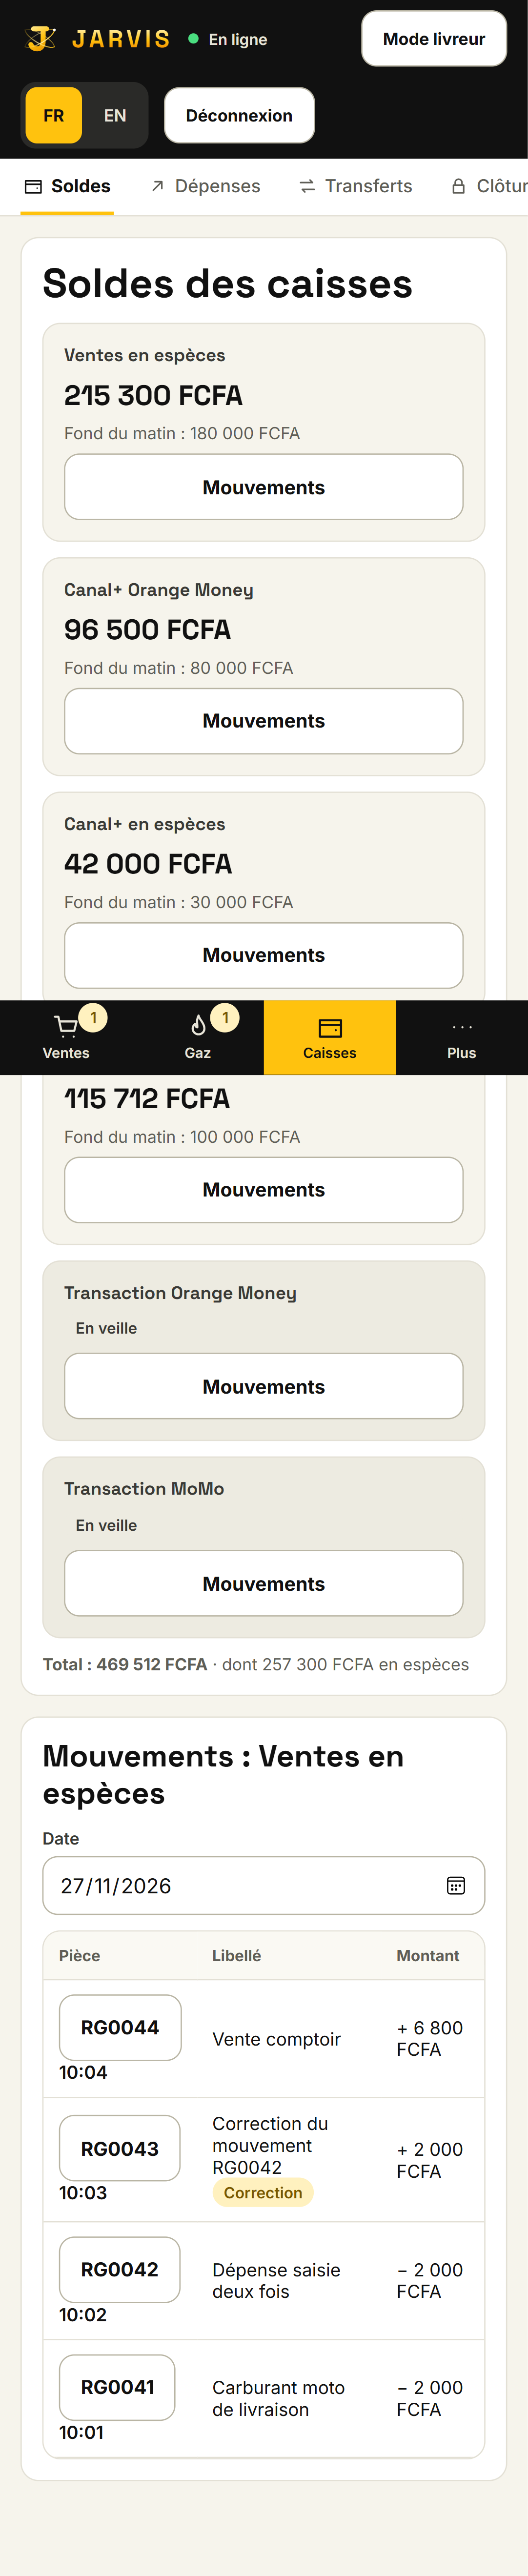 JARVIS
En ligne
Mode livreur
FR
EN
Déconnexion
Soldes
Dépenses
Transferts
Clôtur
Soldes des caisses
Ventes en espèces
215 300 FCFA
Fond du matin : 180 000 FCFA
Mouvements
Canal+ Orange Money
96 500 FCFA
Fond du matin : 80 000 FCFA
Mouvements
Canal+ en espèces
42 000 FCFA
Fond du matin : 30 000 FCFA
Mouvements
1
Ventes
1
Gaz
Caisses
Plus
115 712 FCFA
Fond du matin : 100 000 FCFA
Mouvements
Transaction Orange Money
En veille
Mouvements
Transaction MoMo
En veille
Mouvements
Total : 469 512 FCFA · dont 257 300 FCFA en espèces
Mouvements : Ventes en
espèces
Date
27/11/2026
Pièce
Libellé
Montant
RG0044
10:04
Vente comptoir
+ 6 800
FCFA
RG0043
10:03
Correction du
mouvement
RG0042
Correction
+ 2 000
FCFA
RG0042
10:02
Dépense saisie
deux fois
− 2 000
FCFA
RG0041
10:01
Carburant moto
de livraison
− 2 000
FCFA